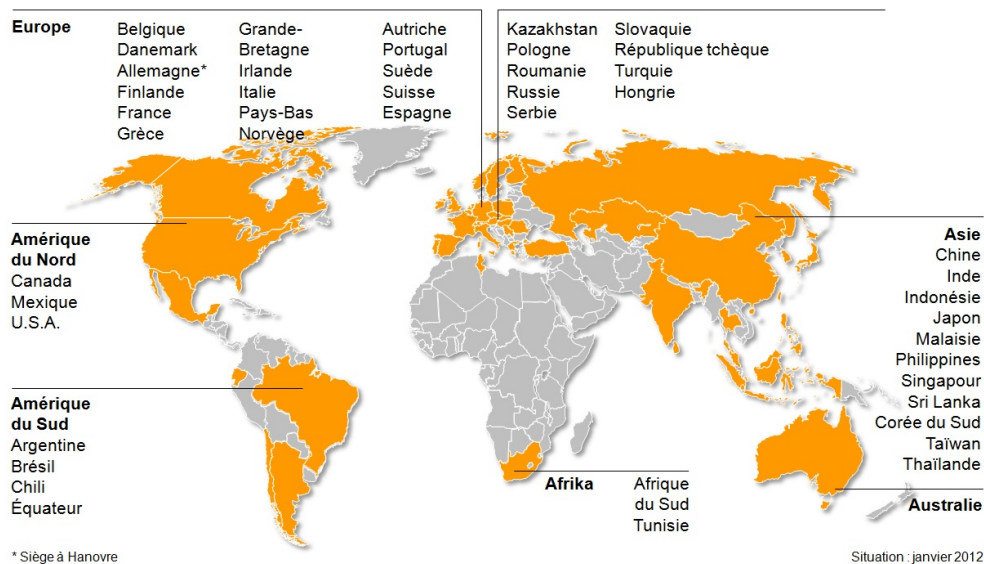 Europe
Belgique
Danemark
Allemagne*
Finlande
France
Grèce
Grande-
Bretagne
Irlande
Italie
Pays-Bas
Norvège
Autriche
Portugal
Suède
Suisse
Espagne
Kazakhstan
Pologne
Roumanie
Russie
Serbie
Slovaquie
République tchèque
Turquie
Hongrie
Amérique
du Nord
Canada
Mexique
U.S.A.
Amérique
du Sud
Argentine
Brésil
Chili
Équateur
Afrika
Afrique
du Sud
Tunisie
Asie
Chine
Inde
Indonésie
Japon
Malaisie
Philippines
Singapour
Sri Lanka
Corée du Sud
Taïwan
Thaïlande
Australie
* Siège à Hanovre
Situation : janvier 2012